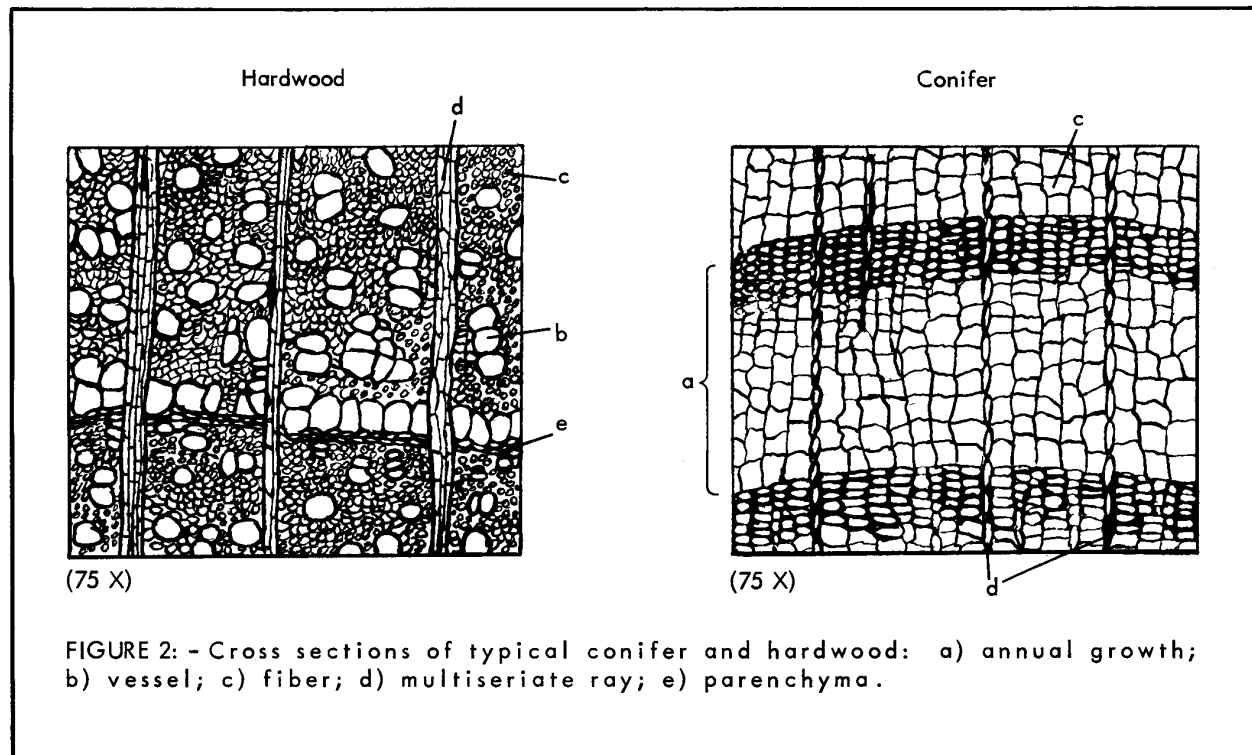 Hardwood
d
c
b
e
(75 X)
Conifer
c
a
d
(75 X)
FIGURE 2: - Cross sections of typical conifer and hardwood: a) annual growth;
b) vessel; c) fiber; d) multiseriate ray; e) parenchyma.